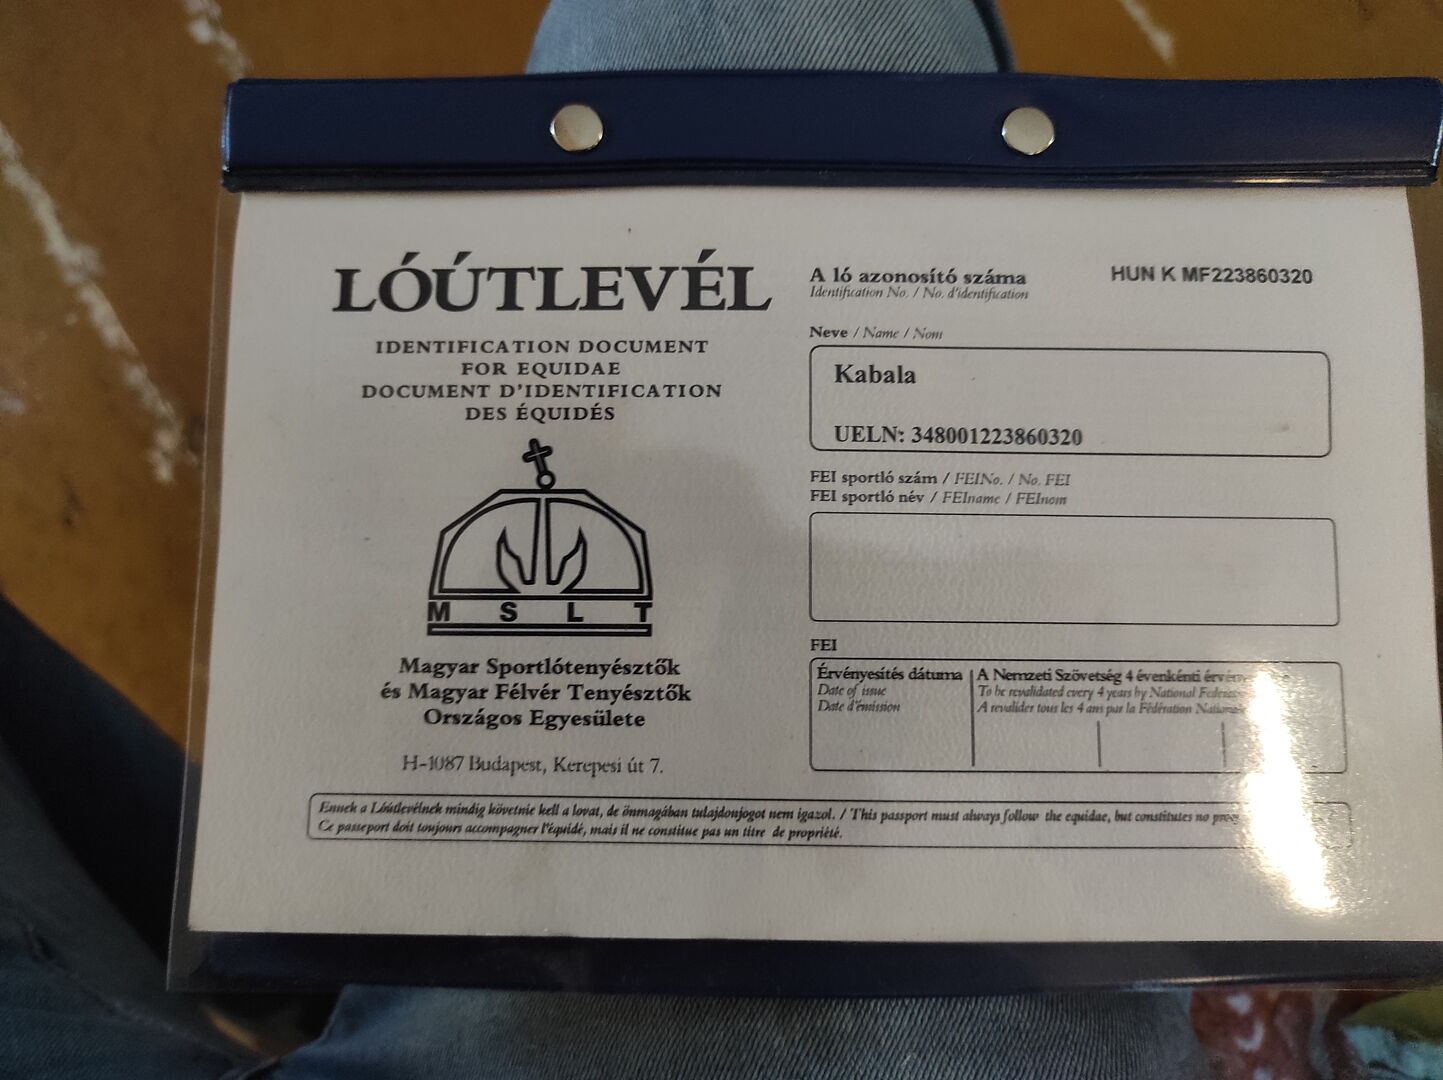 LÓÚTLEVÉL
IDENTIFICATION DOCUMENT
FOR EQUIDAE
DOCUMENT D'IDENTIFICATION
DES ÉQUIDÉS
M S L T
Magyar Sportlótenyésztők
és Magyar Félvér Tenyésztők
Országos Egyesülete
H-1087 Budapest, Kerepesi út 7.
A ló azonosító száma
Identification No. / No. d'identification
HUN K MF223860320
Neve / Name / Nom
Kabala
UELN: 348001223860320
FEI sportló szám / FEINo. / No. FEI
FEI sportló név / FEIname / FEInom
FEI
Érvényesítés dátuma
Date of issue
Date d'émission
A Nemzeti Szövetség 4 évenkénti
To be revalidated every 4 years by National
A revalider tous les 4 ans par la Fédération
Ennek a Lóútlevélnek mindig követnie kell a lovat, de önmagában tulajdonjogot nem igazol. / This passport must always follow the equidae, but constitutes no
Ce passeport doit toujours accompagner l'équidé, mais il ne constitue pas un titre de propriété.